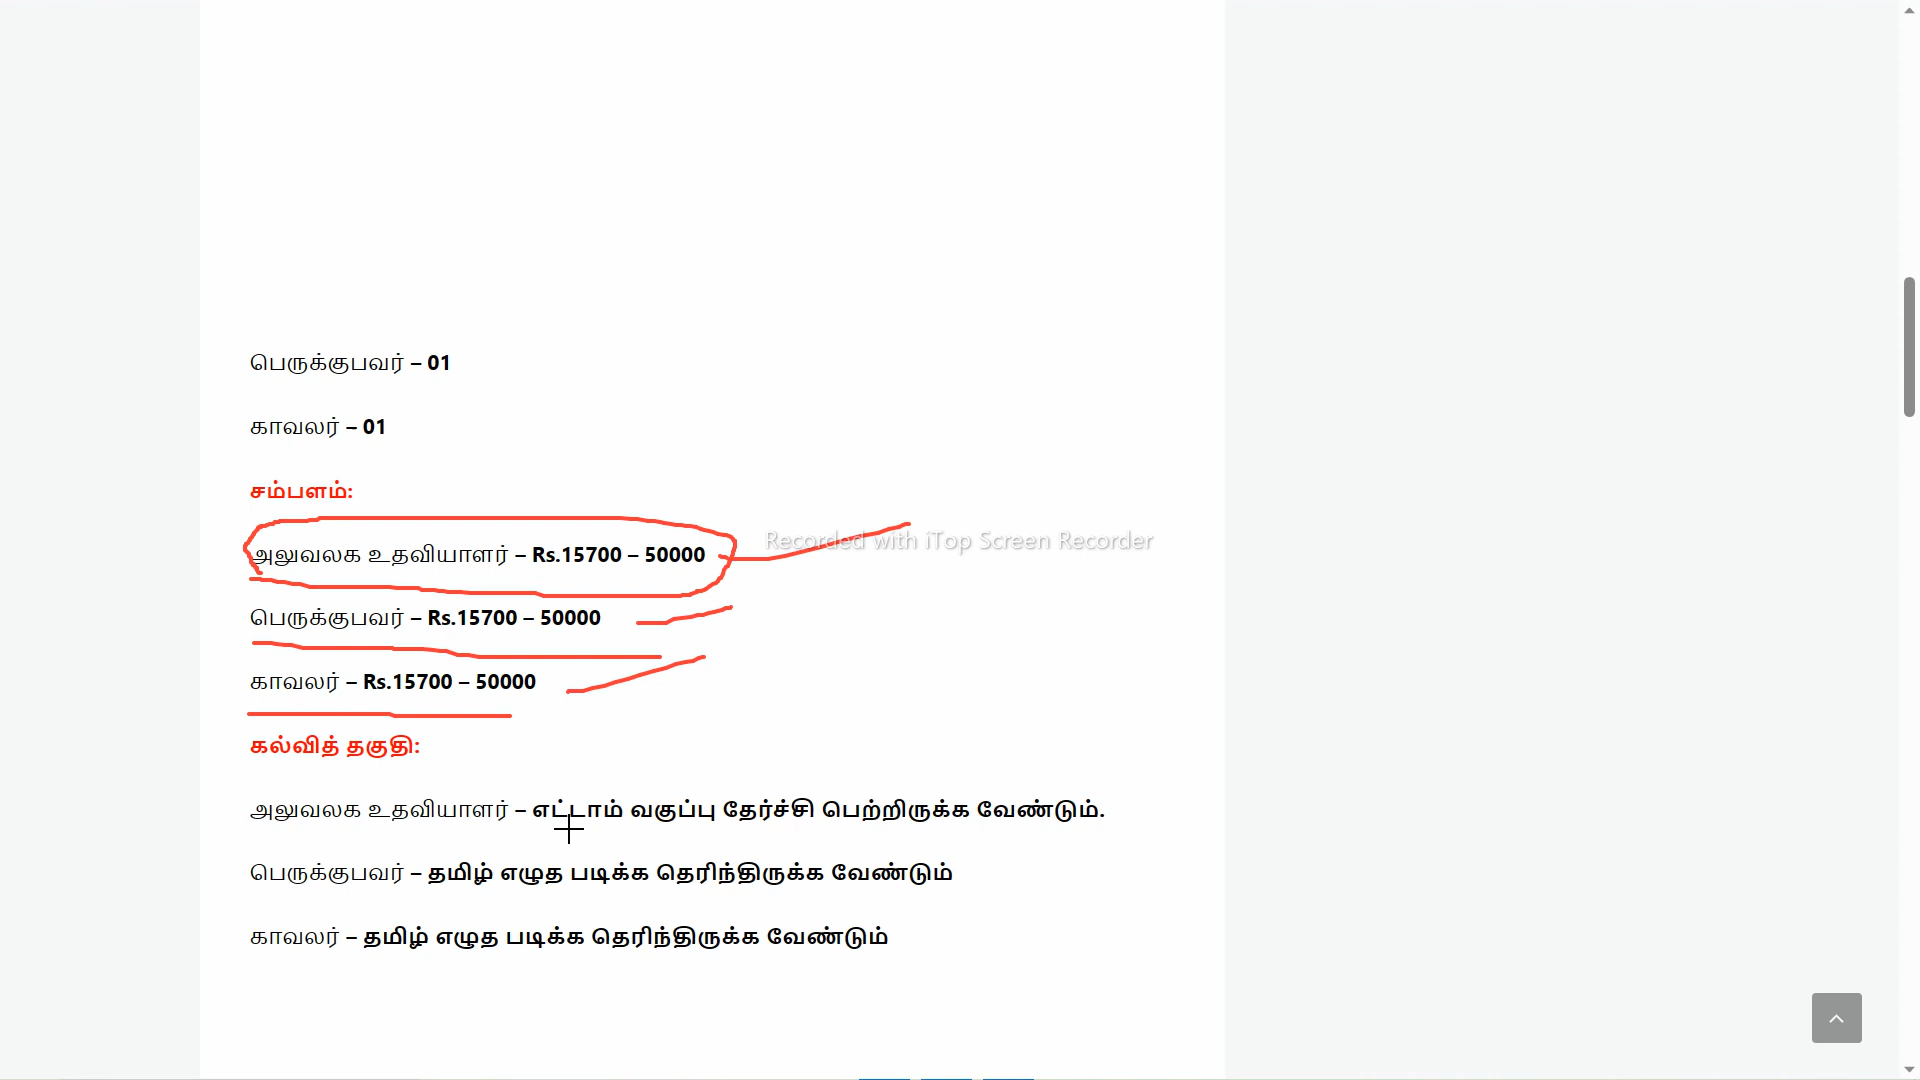 பெருக்குபவர் – 01
காவலர் – 01
சம்பளம்:
அலுவலக உதவியாளர் – Rs.15700 – 50000
Recorded with iTop Screen Recorder
பெருக்குபவர் – Rs.15700 – 50000
காவலர் – Rs.15700 – 50000
கல்வித் தகுதி:
அலுவலக உதவியாளர் – எட்டாம் வகுப்பு தேர்ச்சி பெற்றிருக்க வேண்டும்.
பெருக்குபவர் – தமிழ் எழுத படிக்க தெரிந்திருக்க வேண்டும்
காவலர் – தமிழ் எழுத படிக்க தெரிந்திருக்க வேண்டும்